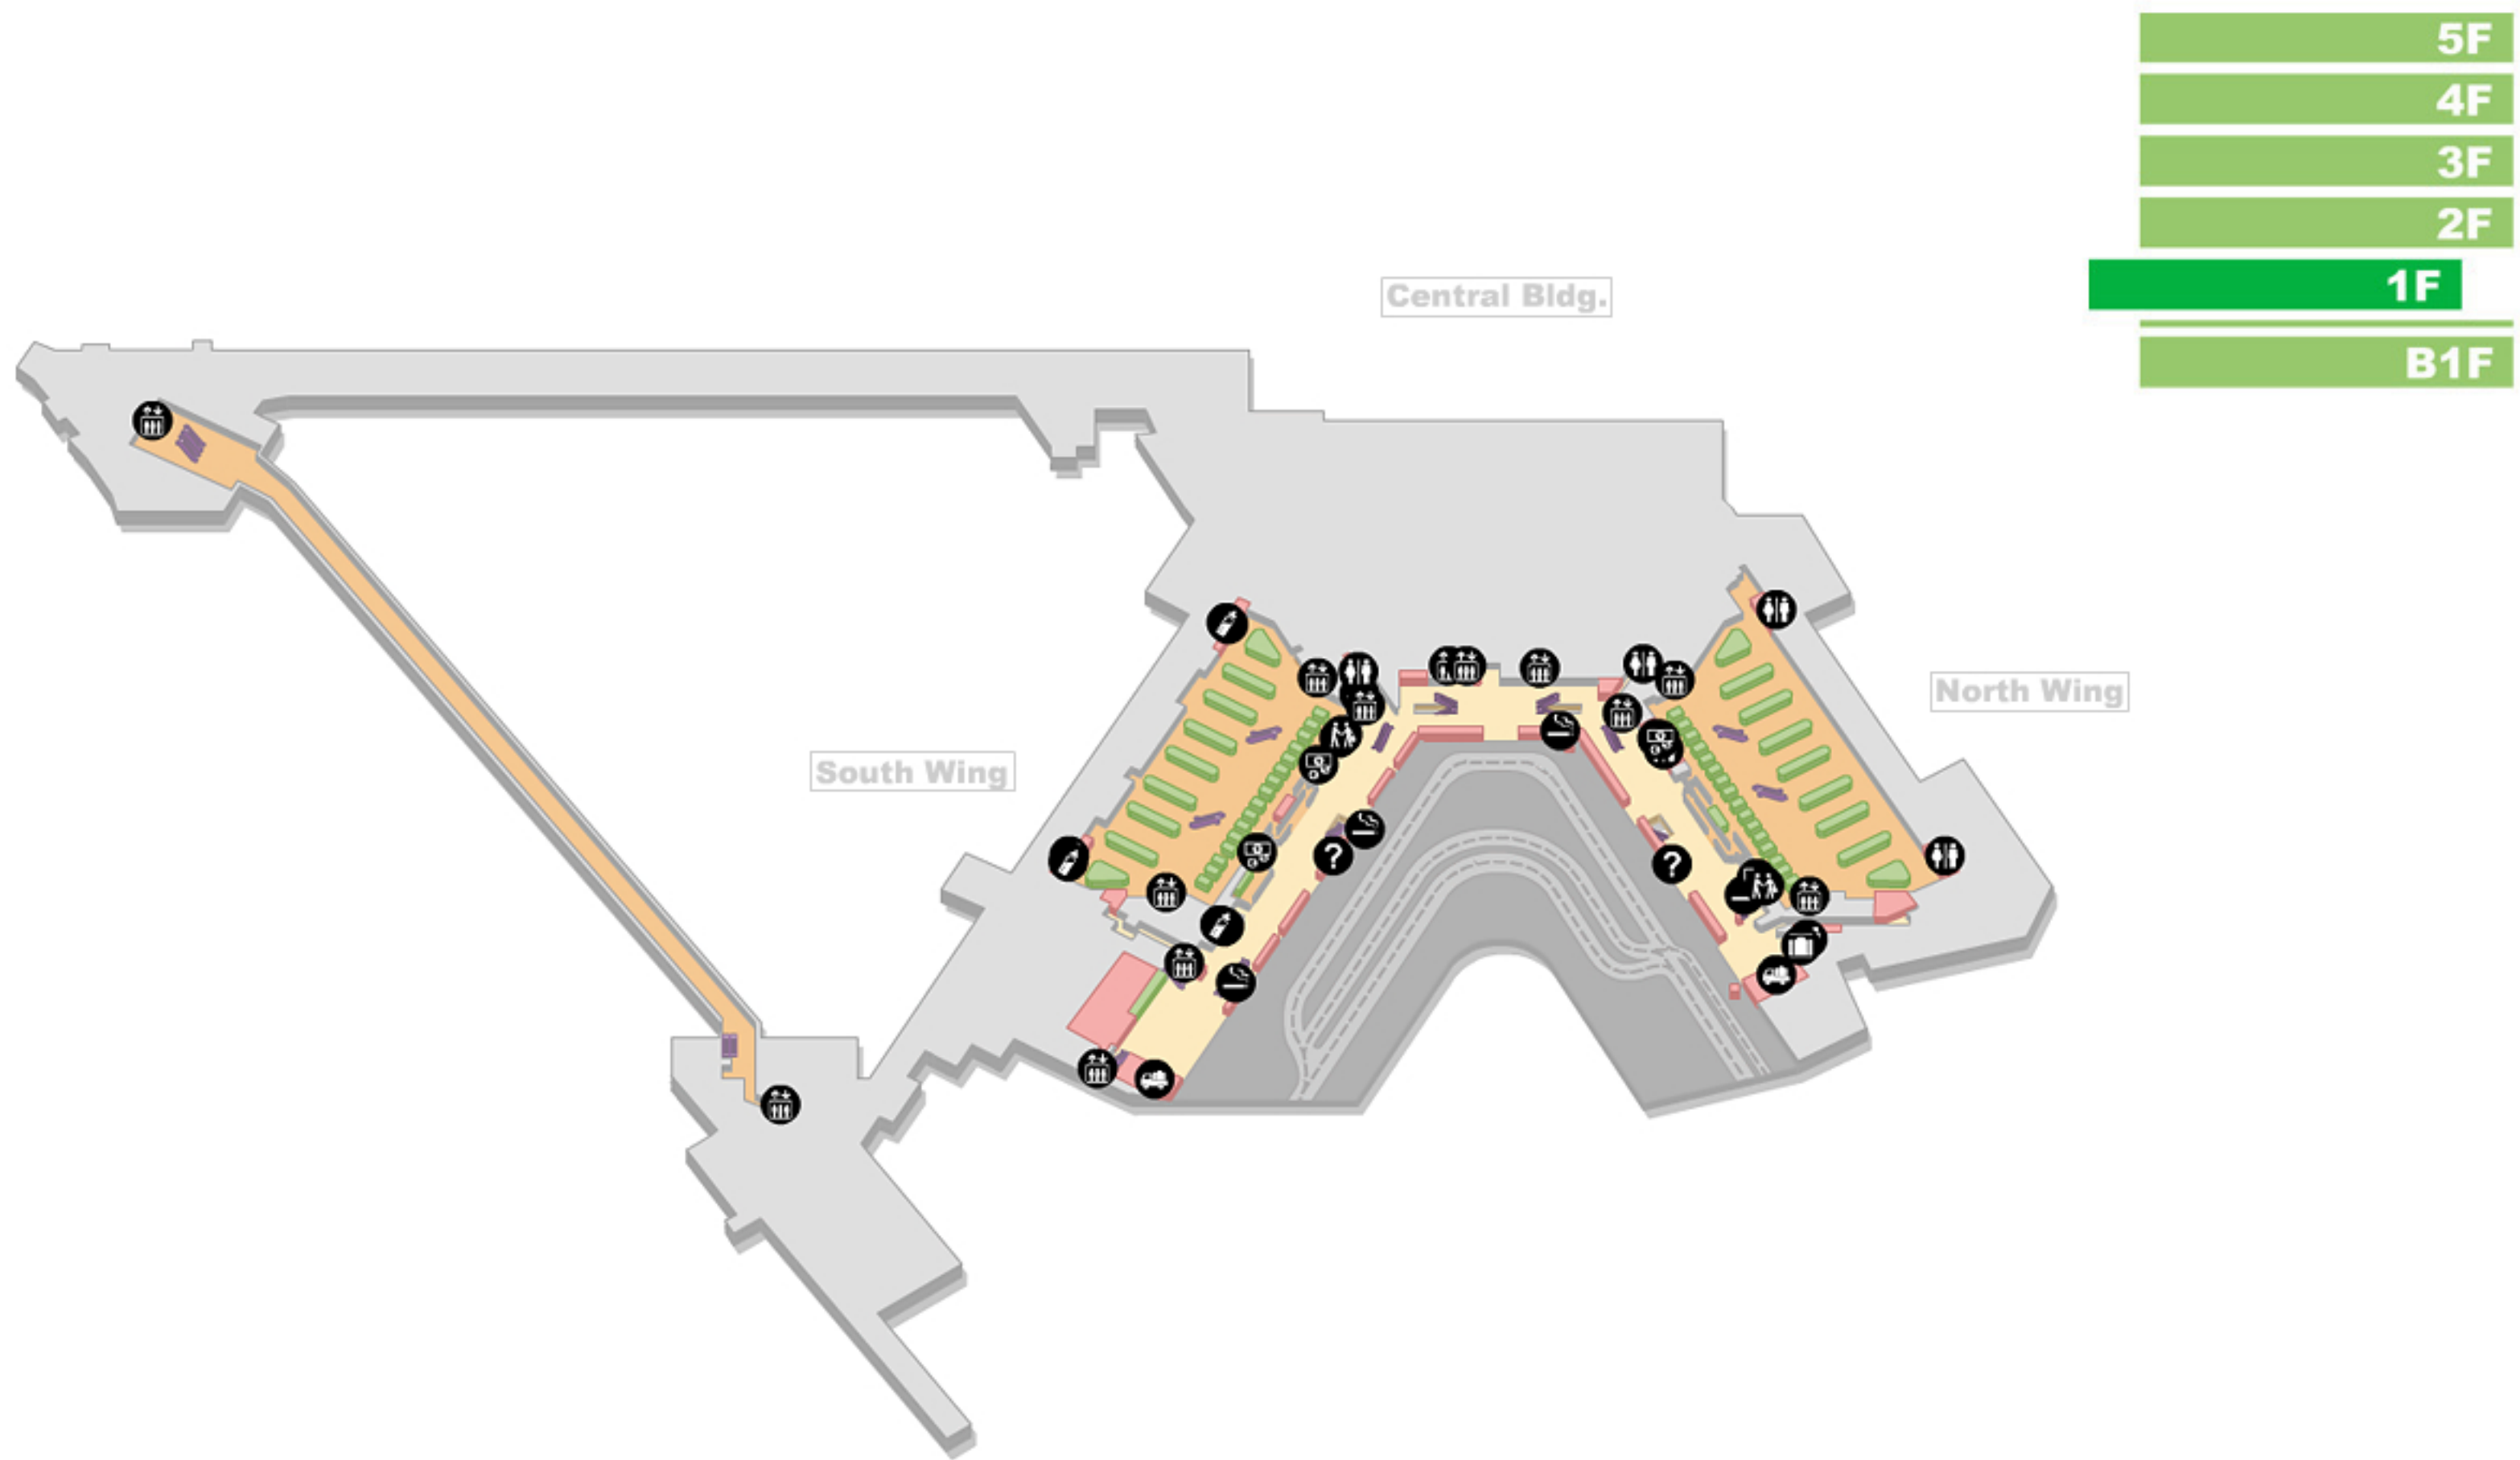 5F
4F
3F
2F
1F
B1F
Central Bldg.
North Wing
South Wing
?
?